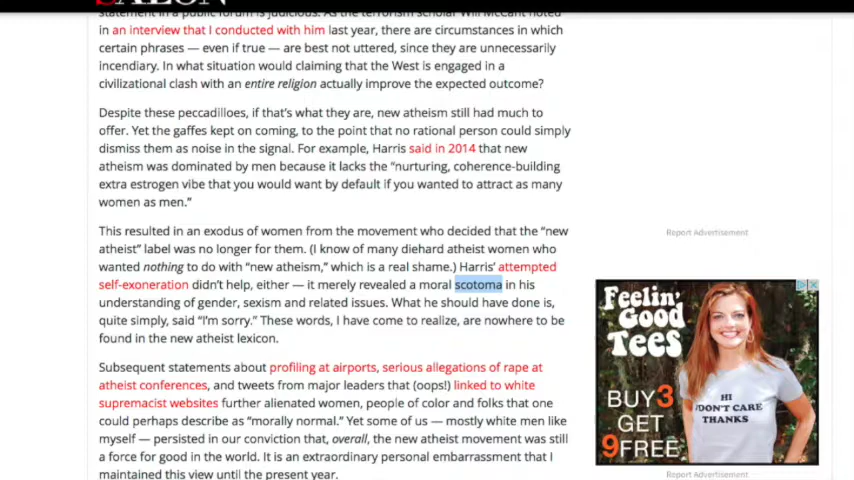 SALON
statement in a public forum is judicious. As the terrorism scholar Will McCants noted
in an interview that I conducted with him last year, there are circumstances in which
certain phrases — even if true — are best not uttered, since they are unnecessarily
incendiary. In what situation would claiming that the West is engaged in a
civilizational clash with an entire religion actually improve the expected outcome?
Despite these peccadilloes, if that's what they are, new atheism still had much to
offer. Yet the gaffes kept on coming, to the point that no rational person could simply
dismiss them as noise in the signal. For example, Harris said in 2014 that new
atheism was dominated by men because it lacks the “nurturing, coherence-building
extra estrogen vibe that you would want by default if you wanted to attract as many
women as men.”
This resulted in an exodus of women from the movement who decided that the “new
atheist” label was no longer for them. (I know of many diehard atheist women who
wanted nothing to do with “new atheism,” which is a real shame.) Harris’ attempted
self-exoneration didn’t help, either — it merely revealed a moral scotoma in his
understanding of gender, sexism and related issues. What he should have done is,
quite simply, said “I’m sorry.” These words, I have come to realize, are nowhere to be
found in the new atheist lexicon.
Subsequent statements about profiling at airports, serious allegations of rape at
atheist conferences, and tweets from major leaders that (oops!) linked to white
supremacist websites further alienated women, people of color and folks that one
could perhaps describe as “morally normal.” Yet some of us — mostly white men like
myself — persisted in our conviction that, overall, the new atheist movement was still
a force for good in the world. It is an extraordinary personal embarrassment that I
maintained this view until the present year.
Report Advertisement
Feelin'
Good
Tees
BUY 3
GET
9 FREE
HI
I DON'T CARE
THANKS
Report Advertisement